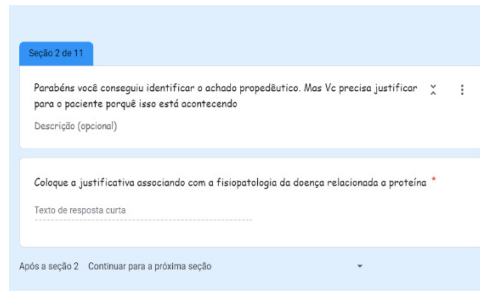 Seção 2 de 11
Parabéns você conseguiu identificar o achado propedêutico. Mas Vc precisa justificar
para o paciente porquê isso está acontecendo
Descrição (opcional)
Coloque a justificativa associando com a fisiopatologia da doença relacionada a proteína *
Texto de resposta curta
Após a seção 2 Continuar para a próxima seção